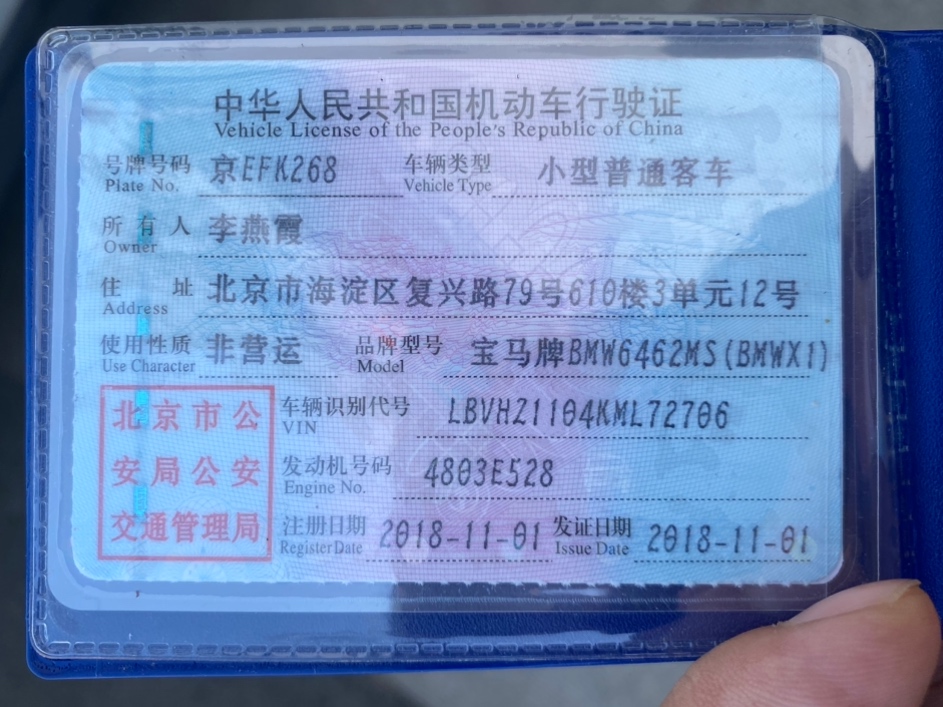 中华人民共和国机动车行驶证
Vehicle License of the People's Republic of China
号牌号码 京EFK268 车辆类型 小型普通客车
Plate No. Vehicle Type
所有人 李燕霞
Owner
住址 北京市海淀区复兴路79号610楼3单元12号
Address
使用性质 非营运 品牌型号 宝马牌BMW6462MS(BMWX1)
Use Character Model
北京市公安局公安交通管理局
车辆识别代号 LBVHZ1104KML72706
VIN
发动机号码 4803E528
Engine No.
注册日期 2018-11-01 发证日期 2018-11-01
Register Date Issue Date